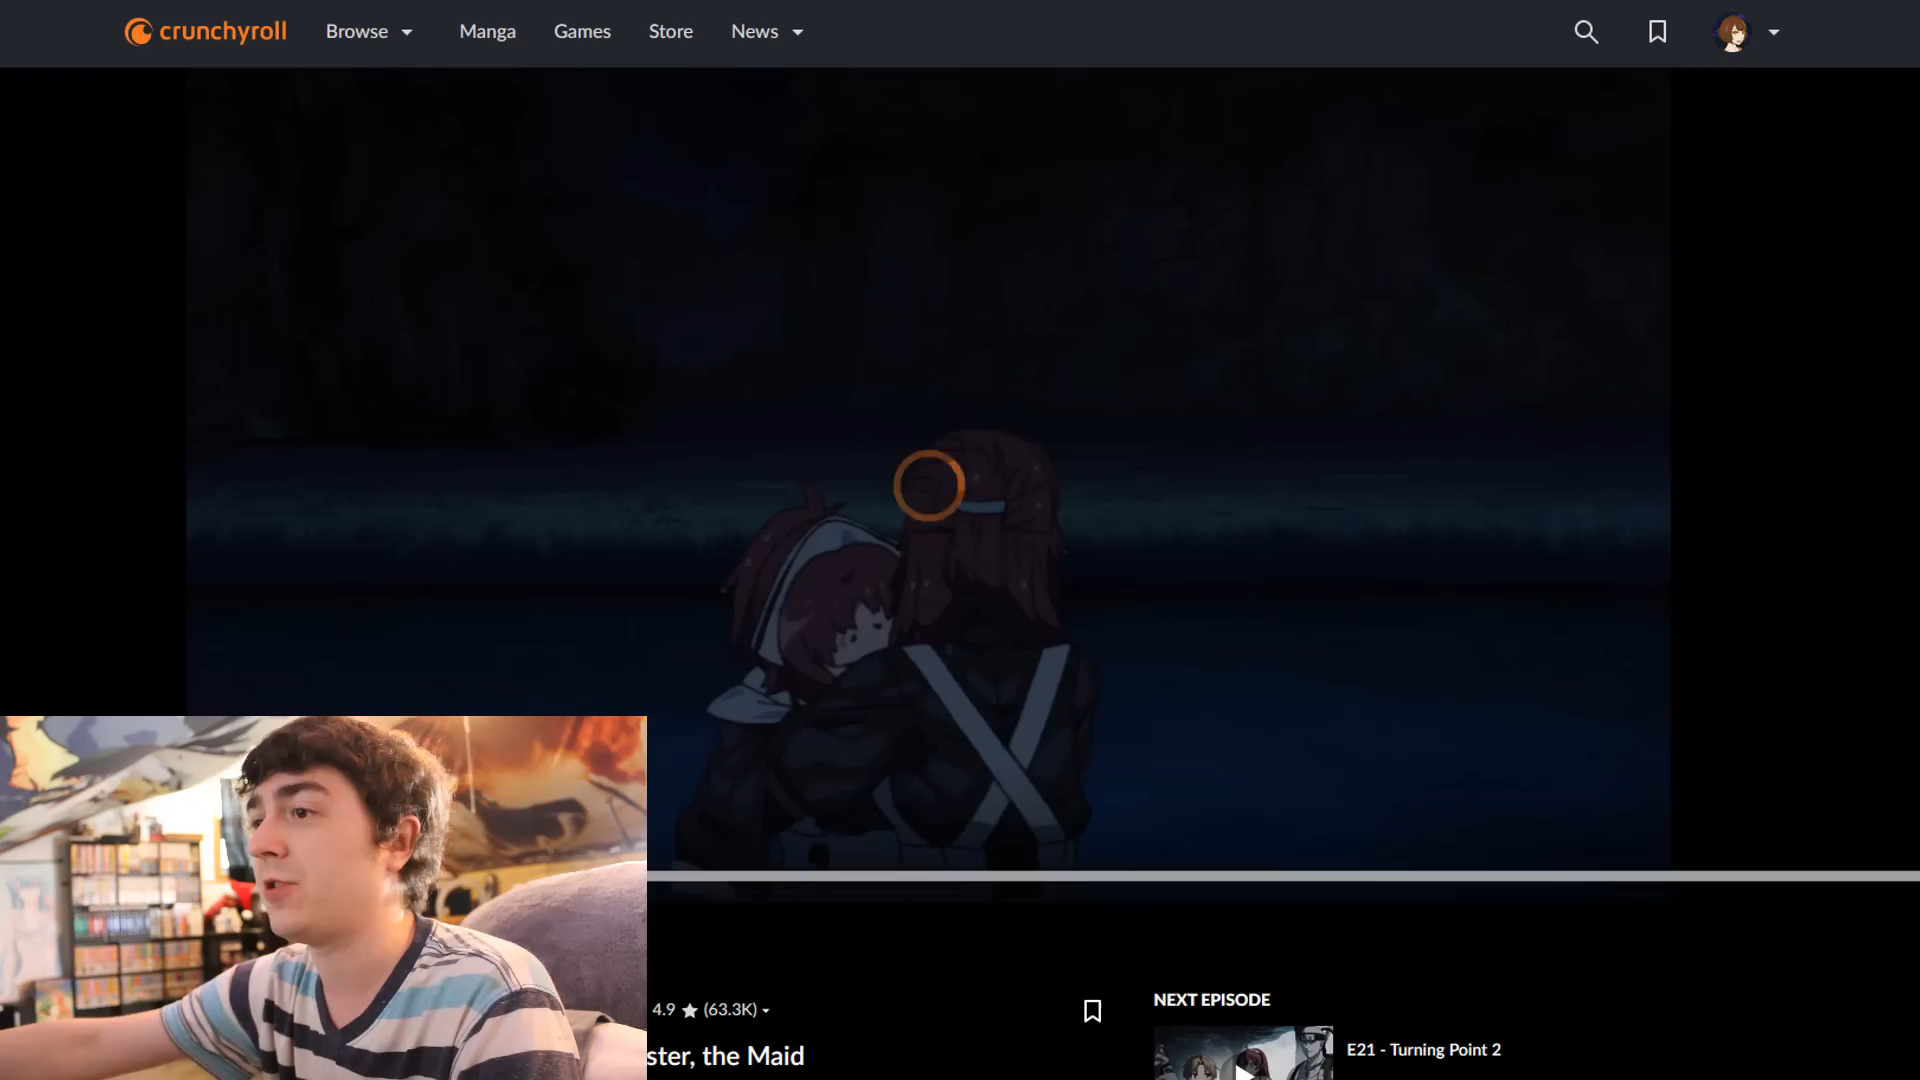 crunchyroll
Browse
Manga
Games
Store
News
4.9 ★ (63.3K)
ster, the Maid
NEXT EPISODE
E21 - Turning Point 2